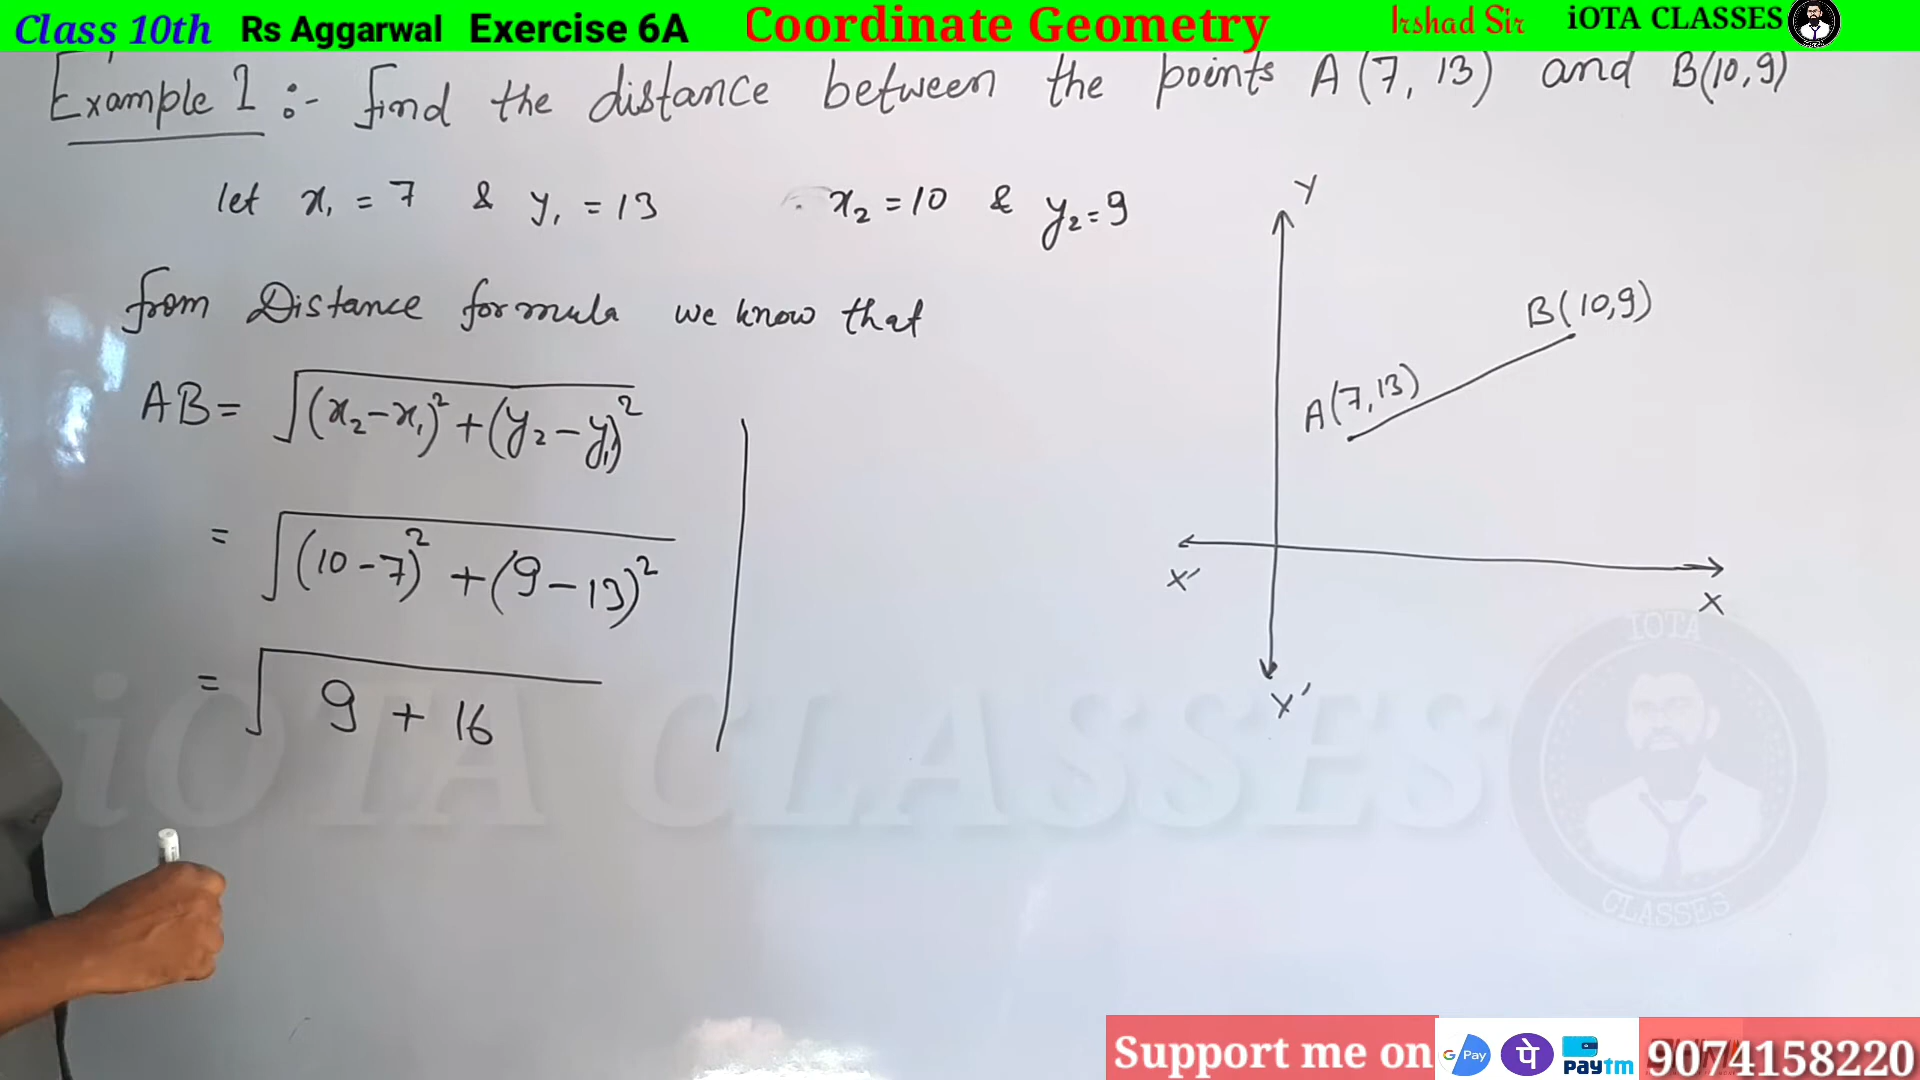 Class 10th Rs Aggarwal Exercise 6A Coordinate Geometry Irshad Sir iOTA CLASSES
Example 1 :- find the distance between the points A (7, 13) and B(10,9)
let x₁ = 7 & y₁ = 13 x₂ = 10 & y₂ = 9
from Distance formula we know that
AB = √(x₂-x₁)² + (y₂-y₁)²
= √(10-7)² + (9-13)²
= √9 + 16
Y
B(10,9)
A(7,13)
X'
X
Y'
iOTA CLASSES
IOTA
CLASSES
Support me on G Pay पे paytm 9074158220